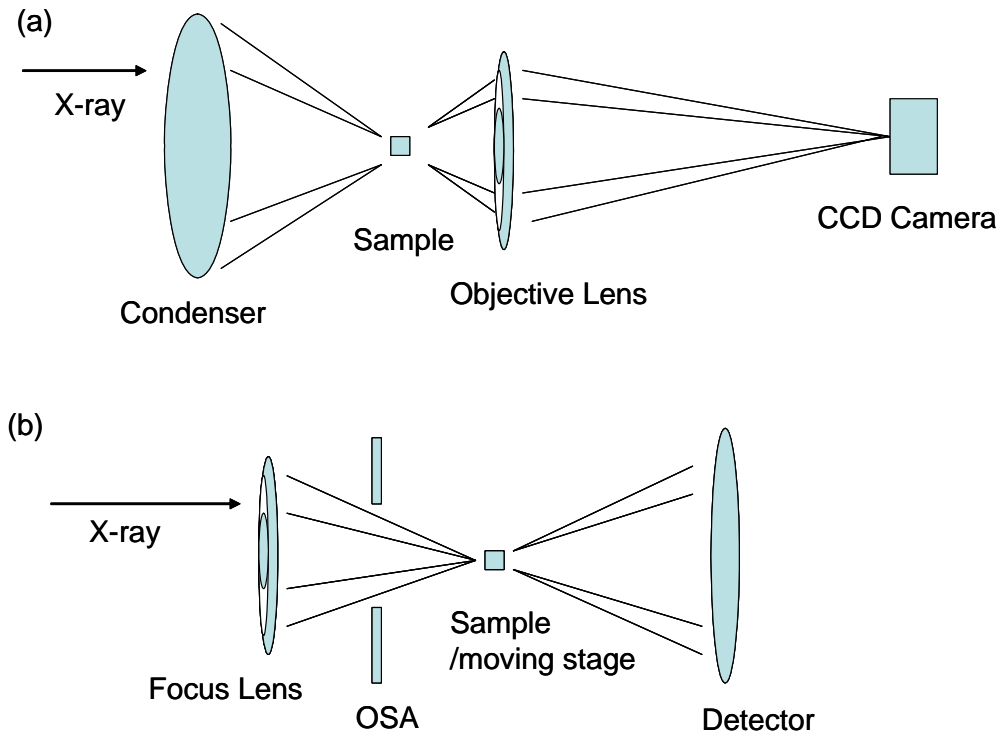 (a)
X-ray
Sample
CCD Camera
Objective Lens
Condenser
(b)
X-ray
Sample
/moving stage
Focus Lens
OSA
Detector